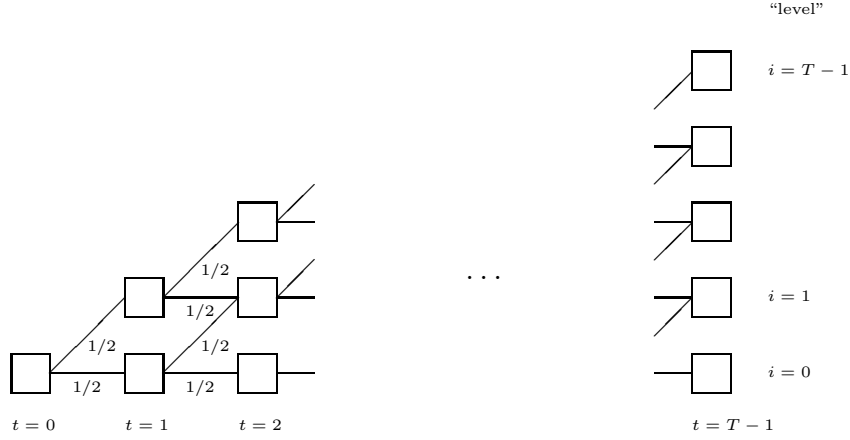 “level”
i = T − 1
1/2
1/2
. . .
i = 1
1/2
1/2
1/2
1/2
i = 0
t = 0
t = 1
t = 2
t = T − 1